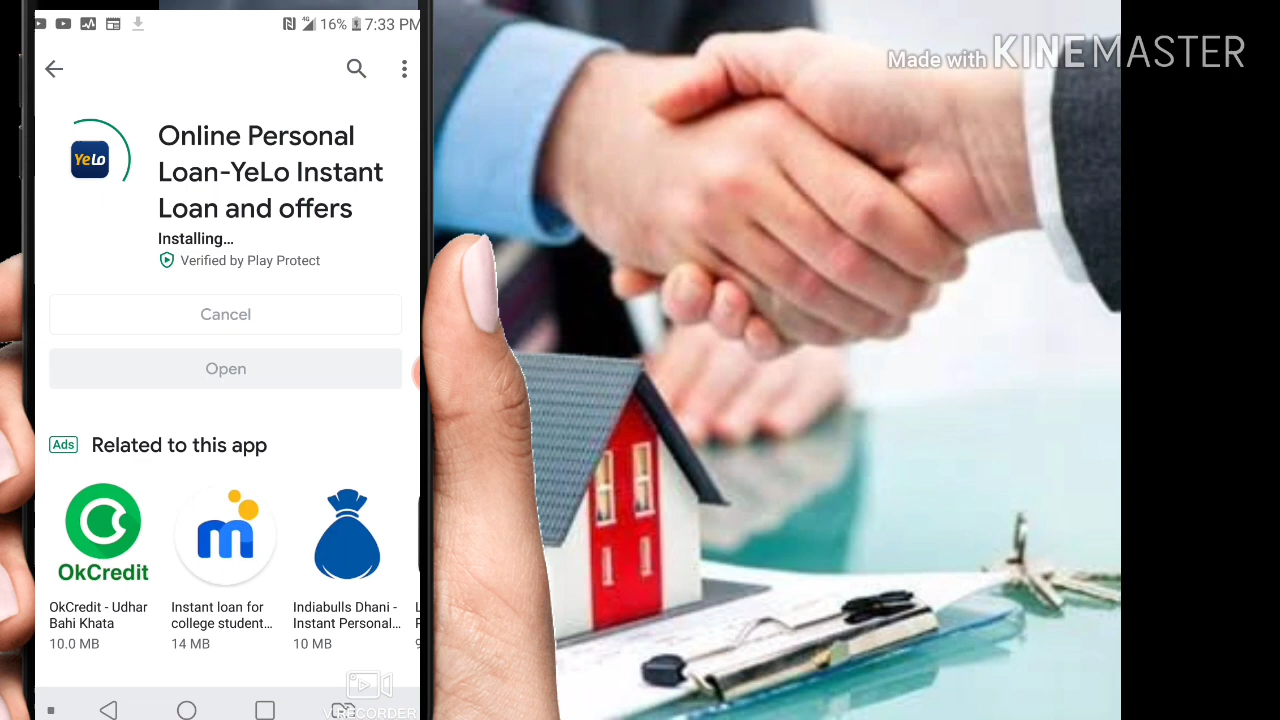 16% 7:33 PM
YeLo
Online Personal
Loan-YeLo Instant
Loan and offers
Installing...
Verified by Play Protect
Cancel
Open
Ads Related to this app
OkCredit
m
OkCredit - Udhar
Bahi Khata
10.0 MB
Instant loan for
college student...
14 MB
Indiabulls Dhani -
Instant Personal...
10 MB
V RECORDER
Made with KINEMASTER